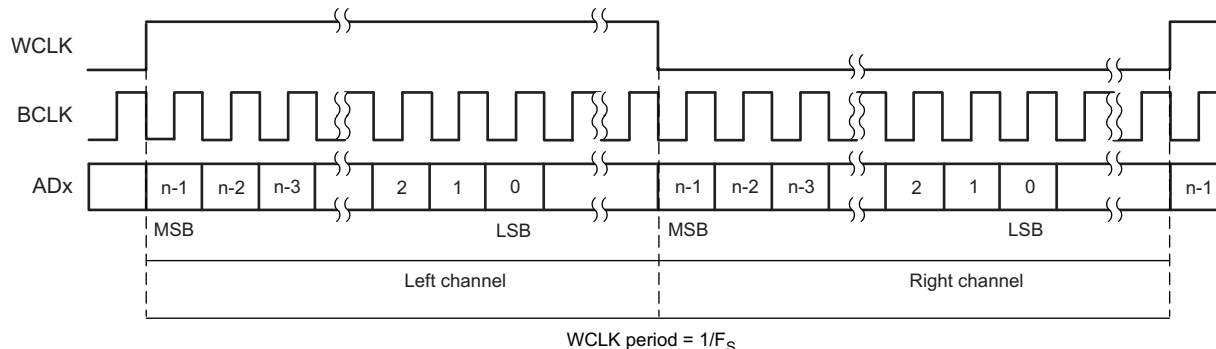 WCLK
BCLK
ADx n-1 n-2 n-3 2 1 0 n-1 n-2 n-3 2 1 0 n-1
MSB LSB MSB LSB
Left channel Right channel
WCLK period = 1/FS